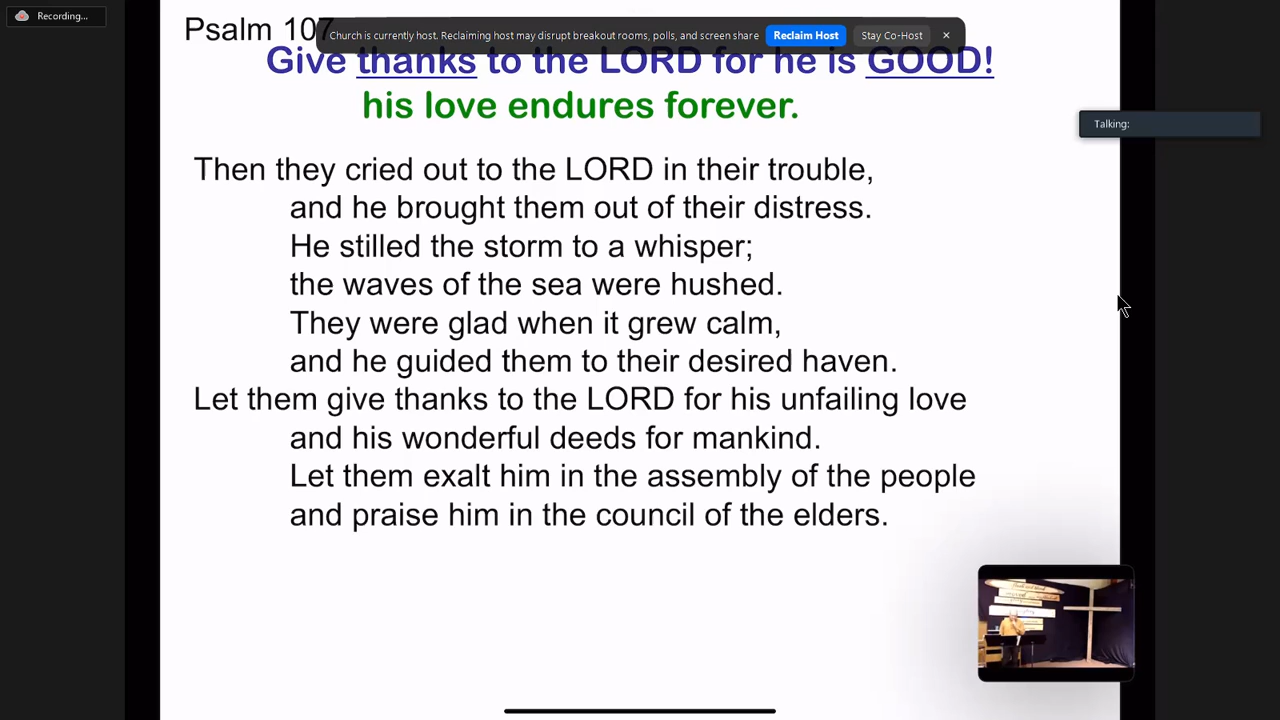 Recording...
Psalm 107
Church is currently host. Reclaiming host may disrupt breakout rooms, polls, and screen share
Reclaim Host
Stay Co-Host
Give thanks to the LORD for he is GOOD!
his love endures forever.
Talking:
Then they cried out to the LORD in their trouble,
and he brought them out of their distress.
He stilled the storm to a whisper;
the waves of the sea were hushed.
They were glad when it grew calm,
and he guided them to their desired haven.
Let them give thanks to the LORD for his unfailing love
and his wonderful deeds for mankind.
Let them exalt him in the assembly of the people
and praise him in the council of the elders.